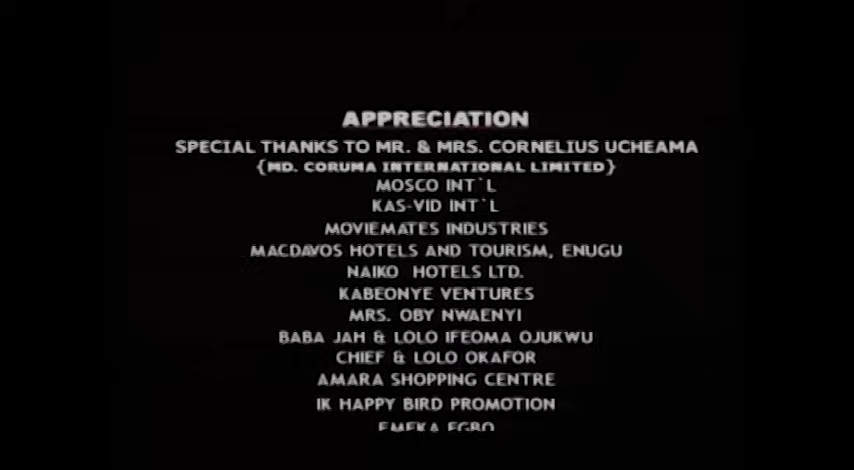 APPRECIATION
SPECIAL THANKS TO MR. & MRS. CORNELIUS UCHEAMA
{MD. CORUMA INTERNATIONAL LIMITED}
MOSCO INT`L
KAS-VID INT`L
MOVIEMATES INDUSTRIES
MACDAVOS HOTELS AND TOURISM, ENUGU
NAIKO HOTELS LTD.
KABEONYE VENTURES
MRS. OBY NWAENYI
BABA JAH & LOLO IFEOMA OJUKWU
CHIEF & LOLO OKAFOR
AMARA SHOPPING CENTRE
IK HAPPY BIRD PROMOTION
EMEKA EGBO